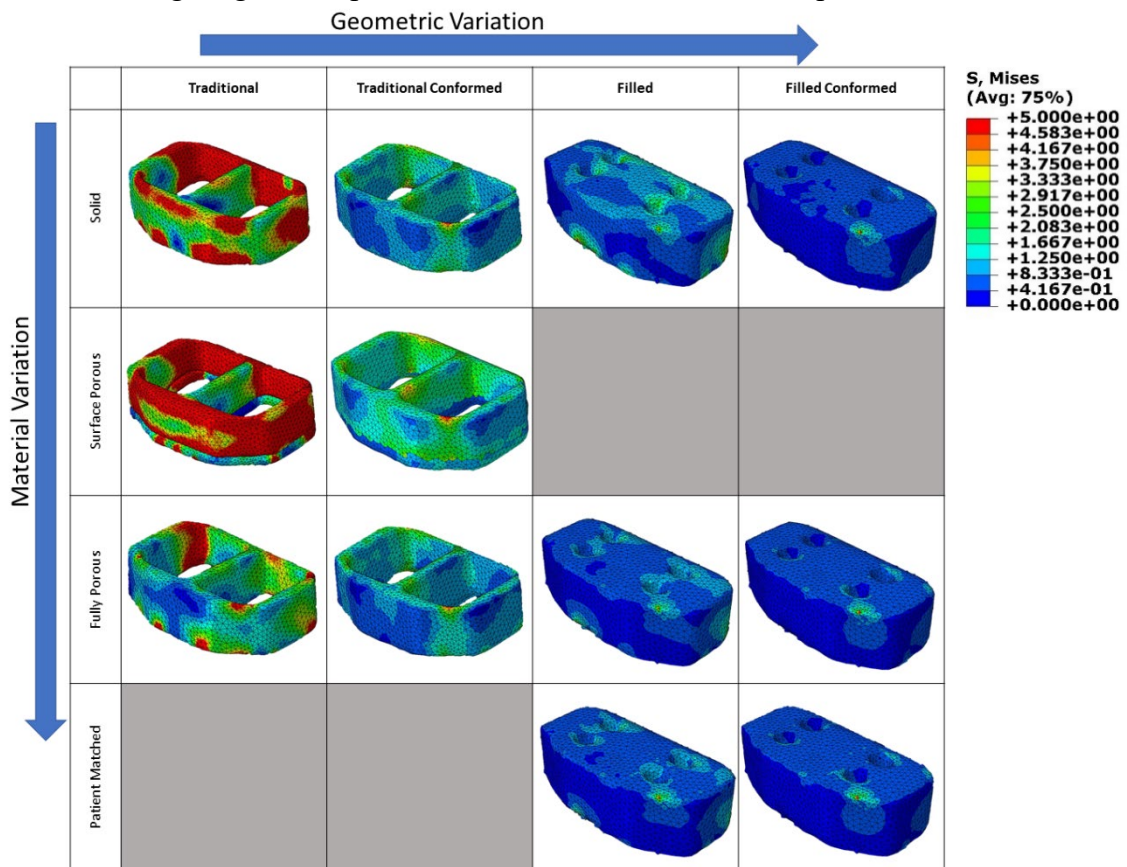 Geometric Variation
Traditional
Traditional Conformed
Filled
Filled Conformed
S, Mises
(Avg: 75%)
+5.000e+00
+4.583e+00
+4.167e+00
+3.750e+00
+3.333e+00
+2.917e+00
+2.500e+00
+2.083e+00
+1.667e+00
+1.250e+00
+8.333e-01
+4.167e-01
+0.000e+00
Material Variation
Solid
Surface Porous
Fully Porous
Patient Matched